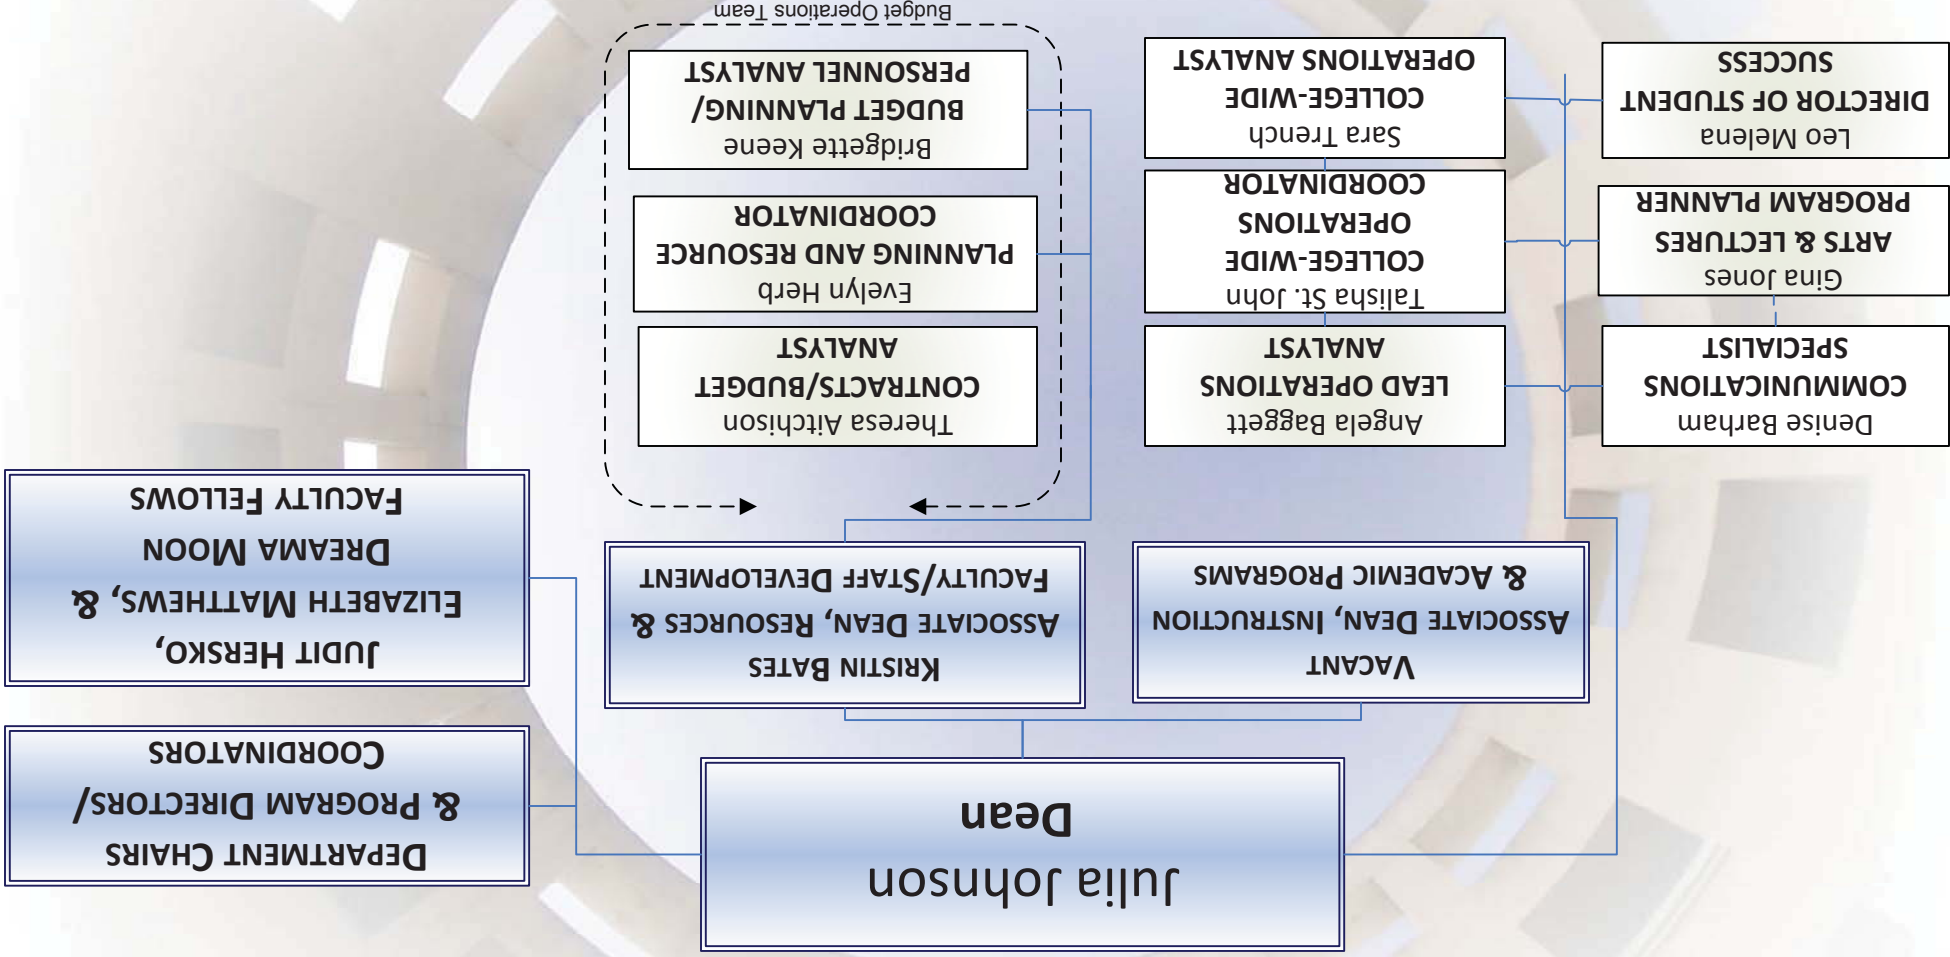 Julia Johnson
Dean
DEPARTMENT CHAIRS
& PROGRAM DIRECTORS/
COORDINATORS
JUDIT HERSKO,
ELIZABETH MATTHEWS, &
DREAMA MOON
FACULTY FELLOWS
VACANT
ASSOCIATE DEAN, INSTRUCTION
& ACADEMIC PROGRAMS
KRISTIN BATES
ASSOCIATE DEAN, RESOURCES &
FACULTY/STAFF DEVELOPMENT
Denise Barham
COMMUNICATIONS
SPECIALIST
Angela Baggett
LEAD OPERATIONS
ANALYST
Theresa Aitchison
CONTRACTS/BUDGET
ANALYST
Gina Jones
ARTS & LECTURES
PROGRAM PLANNER
Talisha St. John
COLLEGE-WIDE
OPERATIONS
COORDINATOR
Evelyn Herb
PLANNING AND RESOURCE
COORDINATOR
Leo Melena
DIRECTOR OF STUDENT
SUCCESS
Sara Trench
COLLEGE-WIDE
OPERATIONS ANALYST
Bridgette Keene
BUDGET PLANNING/
PERSONNEL ANALYST
Budget Operations Team